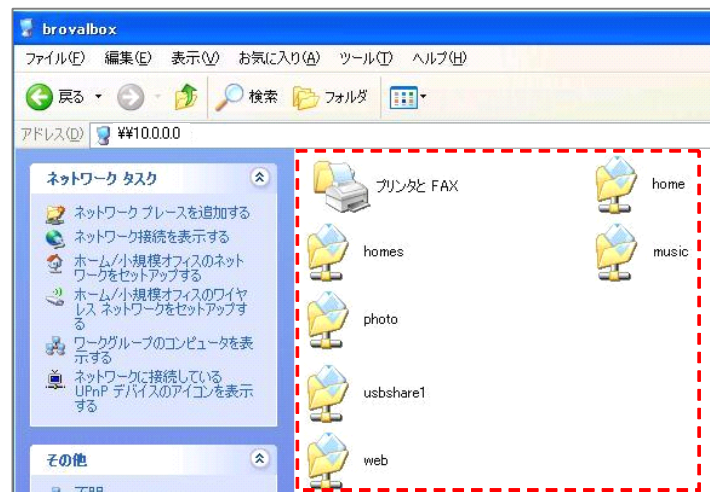 brovalbox
ファイル(F) 編集(E) 表示(V) お気に入り(A) ツール(T) ヘルプ(H)
戻る 検索 フォルダ
アドレス(D) ¥¥10.0.0.0
ネットワーク タスク
ネットワーク プレースを追加する
ネットワーク接続を表示する
ホーム/小規模オフィスのネット
ワークをセットアップする
ホーム/小規模オフィスのワイヤ
レス ネットワークをセットアップす
る
ワークグループのコンピュータを表
示する
ネットワークに接続している
UPnP デバイスのアイコンを表示
する
その他
プリンタと FAX
home
homes
music
photo
usbshare1
web